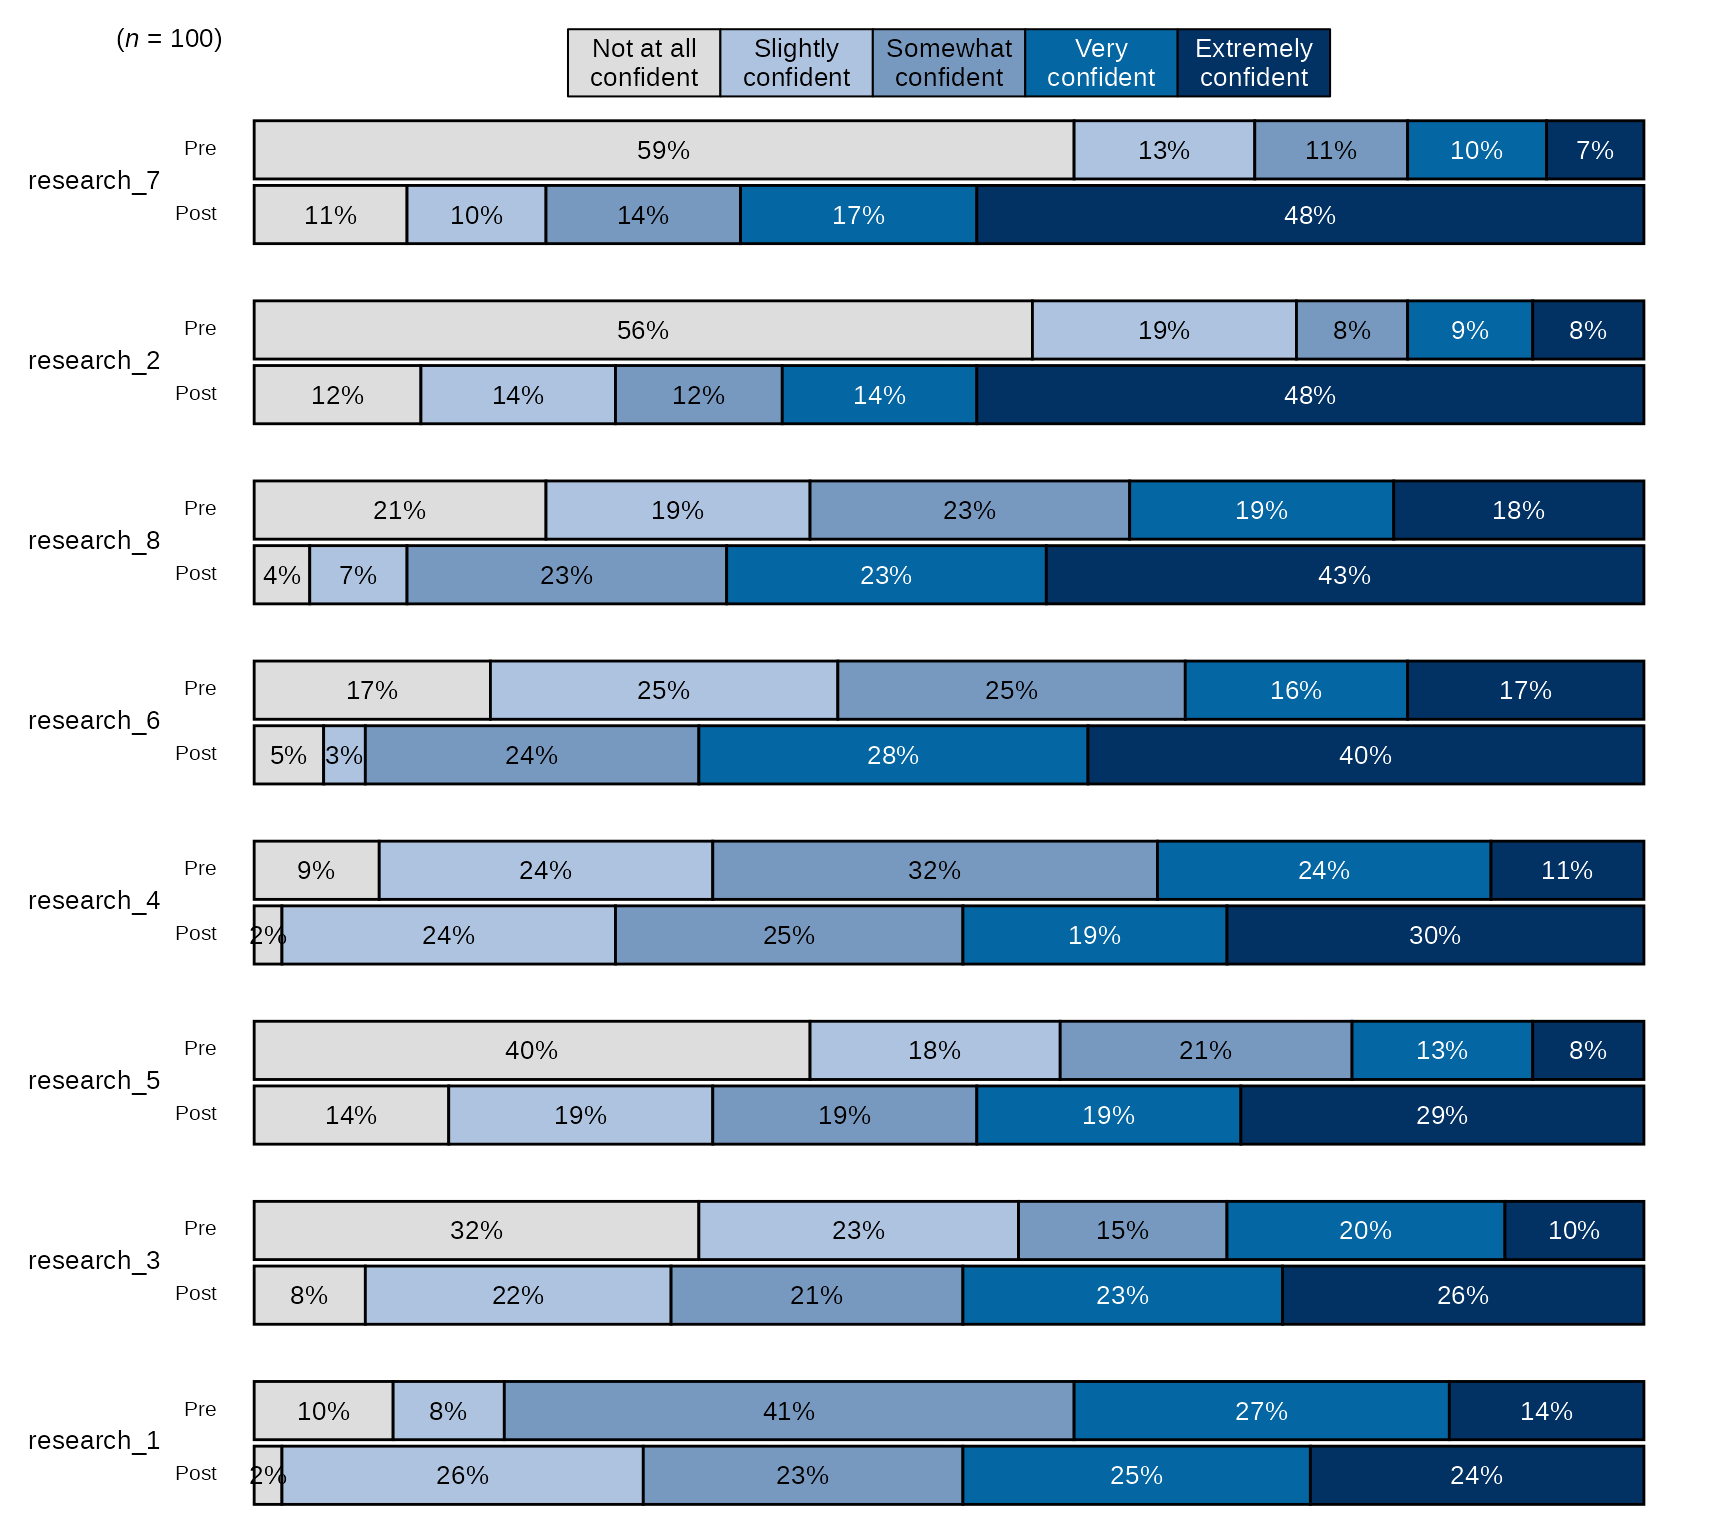 (n = 100)
Not at all confident
Slightly confident
Somewhat confident
Very confident
Extremely confident
research_7
Pre
59% 13% 11% 10% 7%
Post
11% 10% 14% 17% 48%
research_2
Pre
56% 19% 8% 9% 8%
Post
12% 14% 12% 14% 48%
research_8
Pre
21% 19% 23% 19% 18%
Post
4% 7% 23% 23% 43%
research_6
Pre
17% 25% 25% 16% 17%
Post
5% 3% 24% 28% 40%
research_4
Pre
9% 24% 32% 24% 11%
Post
2% 24% 25% 19% 30%
research_5
Pre
40% 18% 21% 13% 8%
Post
14% 19% 19% 19% 29%
research_3
Pre
32% 23% 15% 20% 10%
Post
8% 22% 21% 23% 26%
research_1
Pre
10% 8% 41% 27% 14%
Post
2% 26% 23% 25% 24%